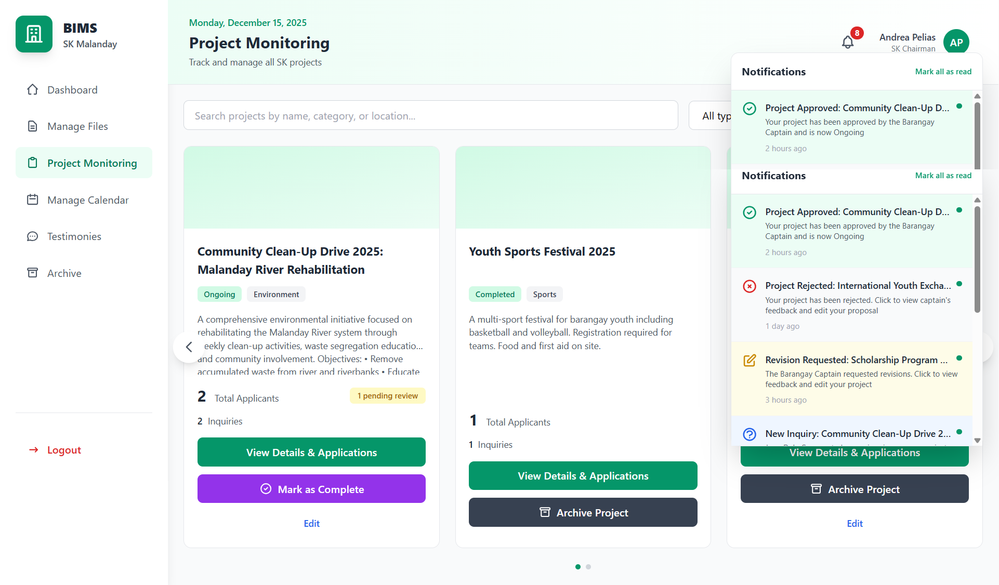 BIMS
SK Malanday
Dashboard
Manage Files
Project Monitoring
Manage Calendar
Testimonies
Archive
Logout
Monday, December 15, 2025
Project Monitoring
Track and manage all SK projects
8
Andrea Pelias
SK Chairman
AP
Search projects by name, category, or location...
All typ
Community Clean-Up Drive 2025:
Malanday River Rehabilitation
Ongoing
Environment
A comprehensive environmental initiative focused on
rehabilitating the Malanday River system through
eekly clean-up activities, waste segregation educatio...
and community involvement. Objectives: • Remove
accumulated waste from river and riverbanks • Educate
2 Total Applicants
1 pending review
2 Inquiries
View Details & Applications
Mark as Complete
Edit
Youth Sports Festival 2025
Completed
Sports
A multi-sport festival for barangay youth including
basketball and volleyball. Registration required for
teams. Food and first aid on site.
1 Total Applicants
1 Inquiries
View Details & Applications
Archive Project
Notifications
Mark all as read
Project Approved: Community Clean-Up D...
Your project has been approved by the Barangay
Captain and is now Ongoing
2 hours ago
Notifications
Mark all as read
Project Approved: Community Clean-Up D...
Your project has been approved by the Barangay
Captain and is now Ongoing
2 hours ago
Project Rejected: International Youth Excha...
Your project has been rejected. Click to view captain's
feedback and edit your proposal
1 day ago
Revision Requested: Scholarship Program ...
The Barangay Captain requested revisions. Click to view
feedback and edit your project
3 hours ago
New Inquiry: Community Clean-Up Drive 2...
View Details & Applications
Archive Project
Edit